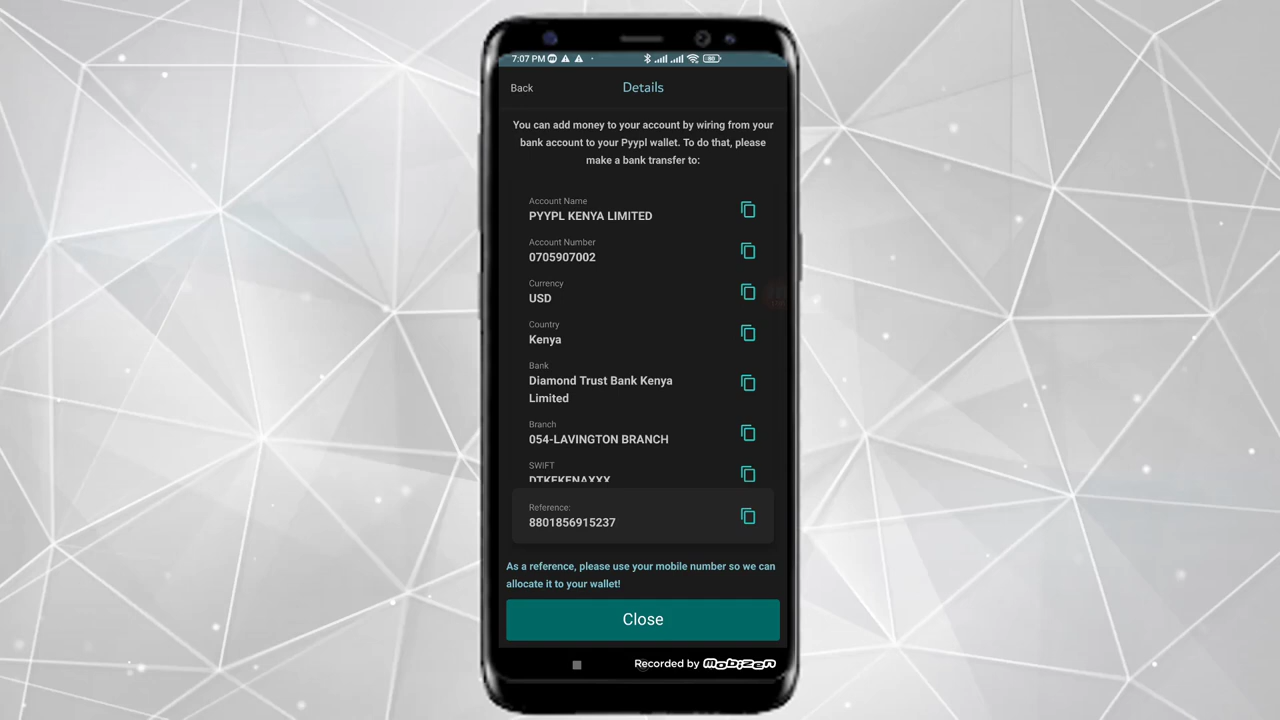 7:07 PM
Back
Details
You can add money to your account by wiring from your
bank account to your Pyypl wallet. To do that, please
make a bank transfer to:
Account Name
PYYPL KENYA LIMITED
Account Number
0705907002
Currency
USD
Country
Kenya
Bank
Diamond Trust Bank Kenya
Limited
Branch
054-LAVINGTON BRANCH
SWIFT
DTKEKENAXXX
Reference:
8801856915237
As a reference, please use your mobile number so we can
allocate it to your wallet!
Close
Recorded by Mobizen